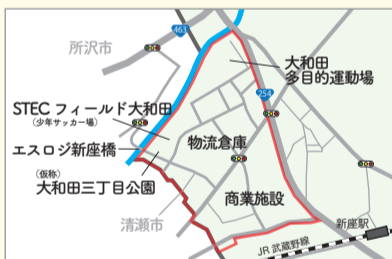 463
所沢市
大和田
多目的運動場
254
STEC フィールド大和田
(少年サッカー場)
エスロジ新座橋
物流倉庫
(仮称)
大和田三丁目公園
清瀬市
商業施設
新座駅
JR 武蔵野線